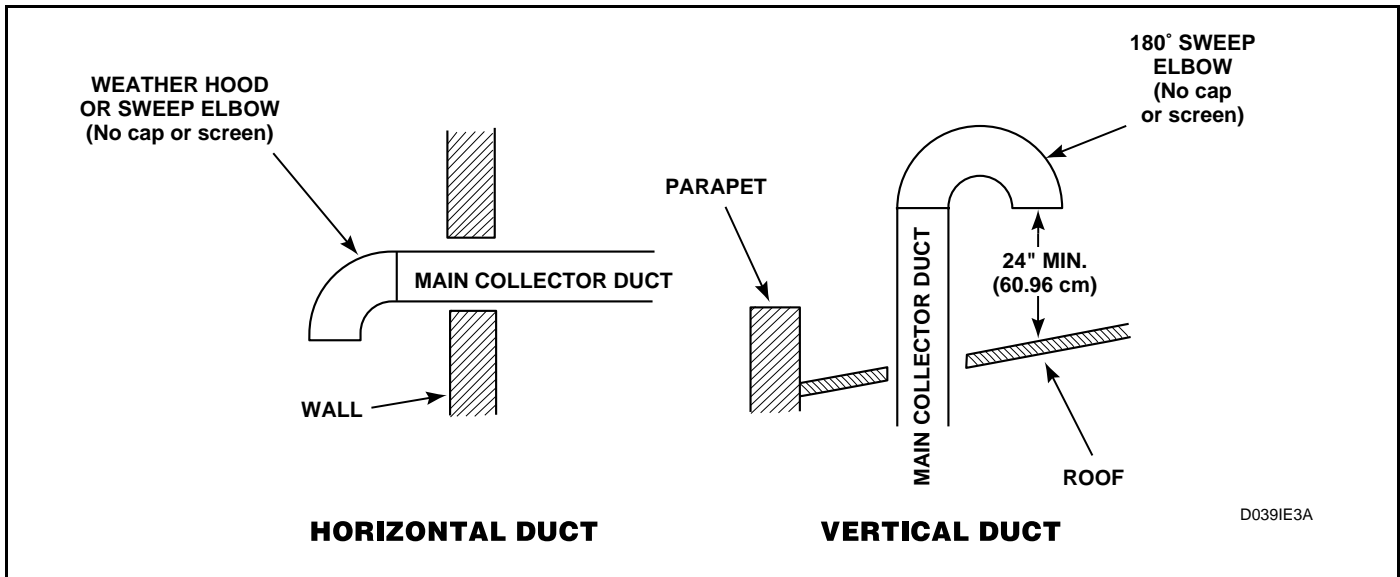 WEATHER HOOD
OR SWEEP ELBOW
(No cap or screen)
MAIN COLLECTOR DUCT
WALL
HORIZONTAL DUCT
180˚ SWEEP
ELBOW
(No cap
or screen)
PARAPET
MAIN COLLECTOR DUCT
24" MIN.
(60.96 cm)
ROOF
VERTICAL DUCT
D039IE3A